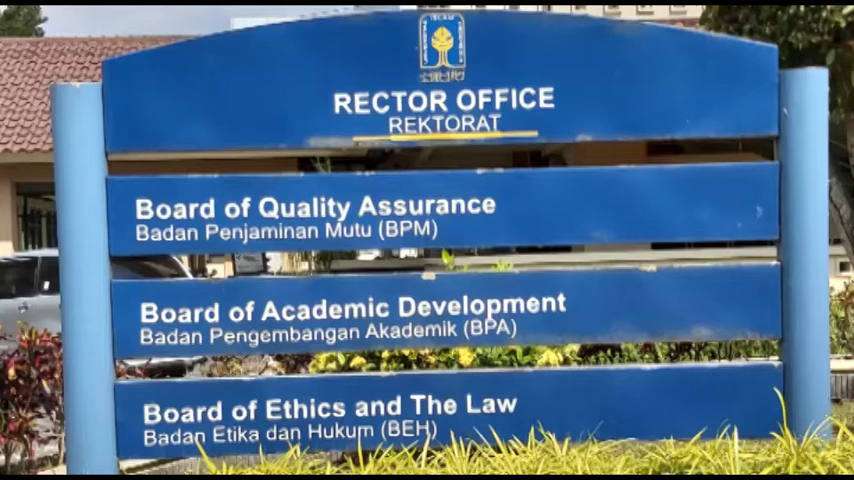 ISLAM
RECTOR OFFICE
REKTORAT
Board of Quality Assurance
Badan Penjaminan Mutu (BPM)
Board of Academic Development
Badan Pengembangan Akademik (BPA)
Board of Ethics and The Law
Badan Etika dan Hukum (BEH)